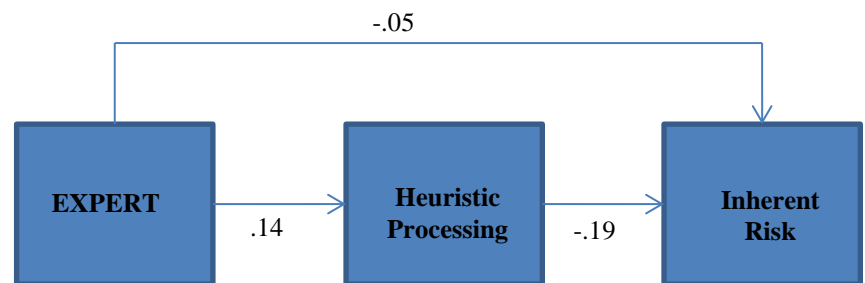 -.05
EXPERT
.14
Heuristic
Processing
-.19
Inherent
Risk